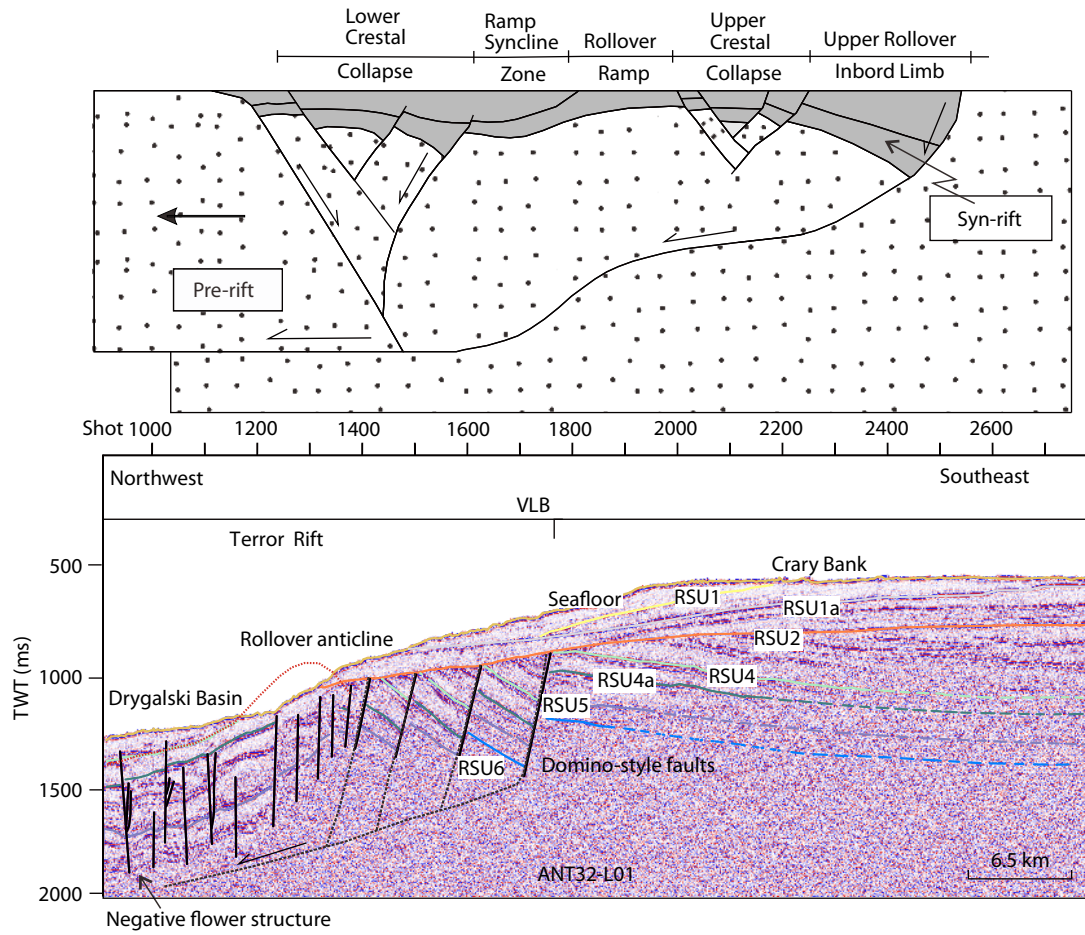 Lower
Crestal
Collapse
Ramp
Syncline
Zone
Rollover
Ramp
Upper
Crestal
Collapse
Upper Rollover
Inbord Limb
Syn-rift
Pre-rift
Shot 1000 1200 1400 1600 1800 2000 2200 2400 2600
Northwest
Southeast
VLB
Terror Rift
500
Crary Bank
Seafloor
RSU1
RSU1a
Rollover anticline
RSU2
TWT (ms)
1000
Drygalski Basin
RSU4a
RSU4
RSU5
RSU6
Domino-style faults
1500
6.5 km
ANT32-L01
2000
Negative flower structure